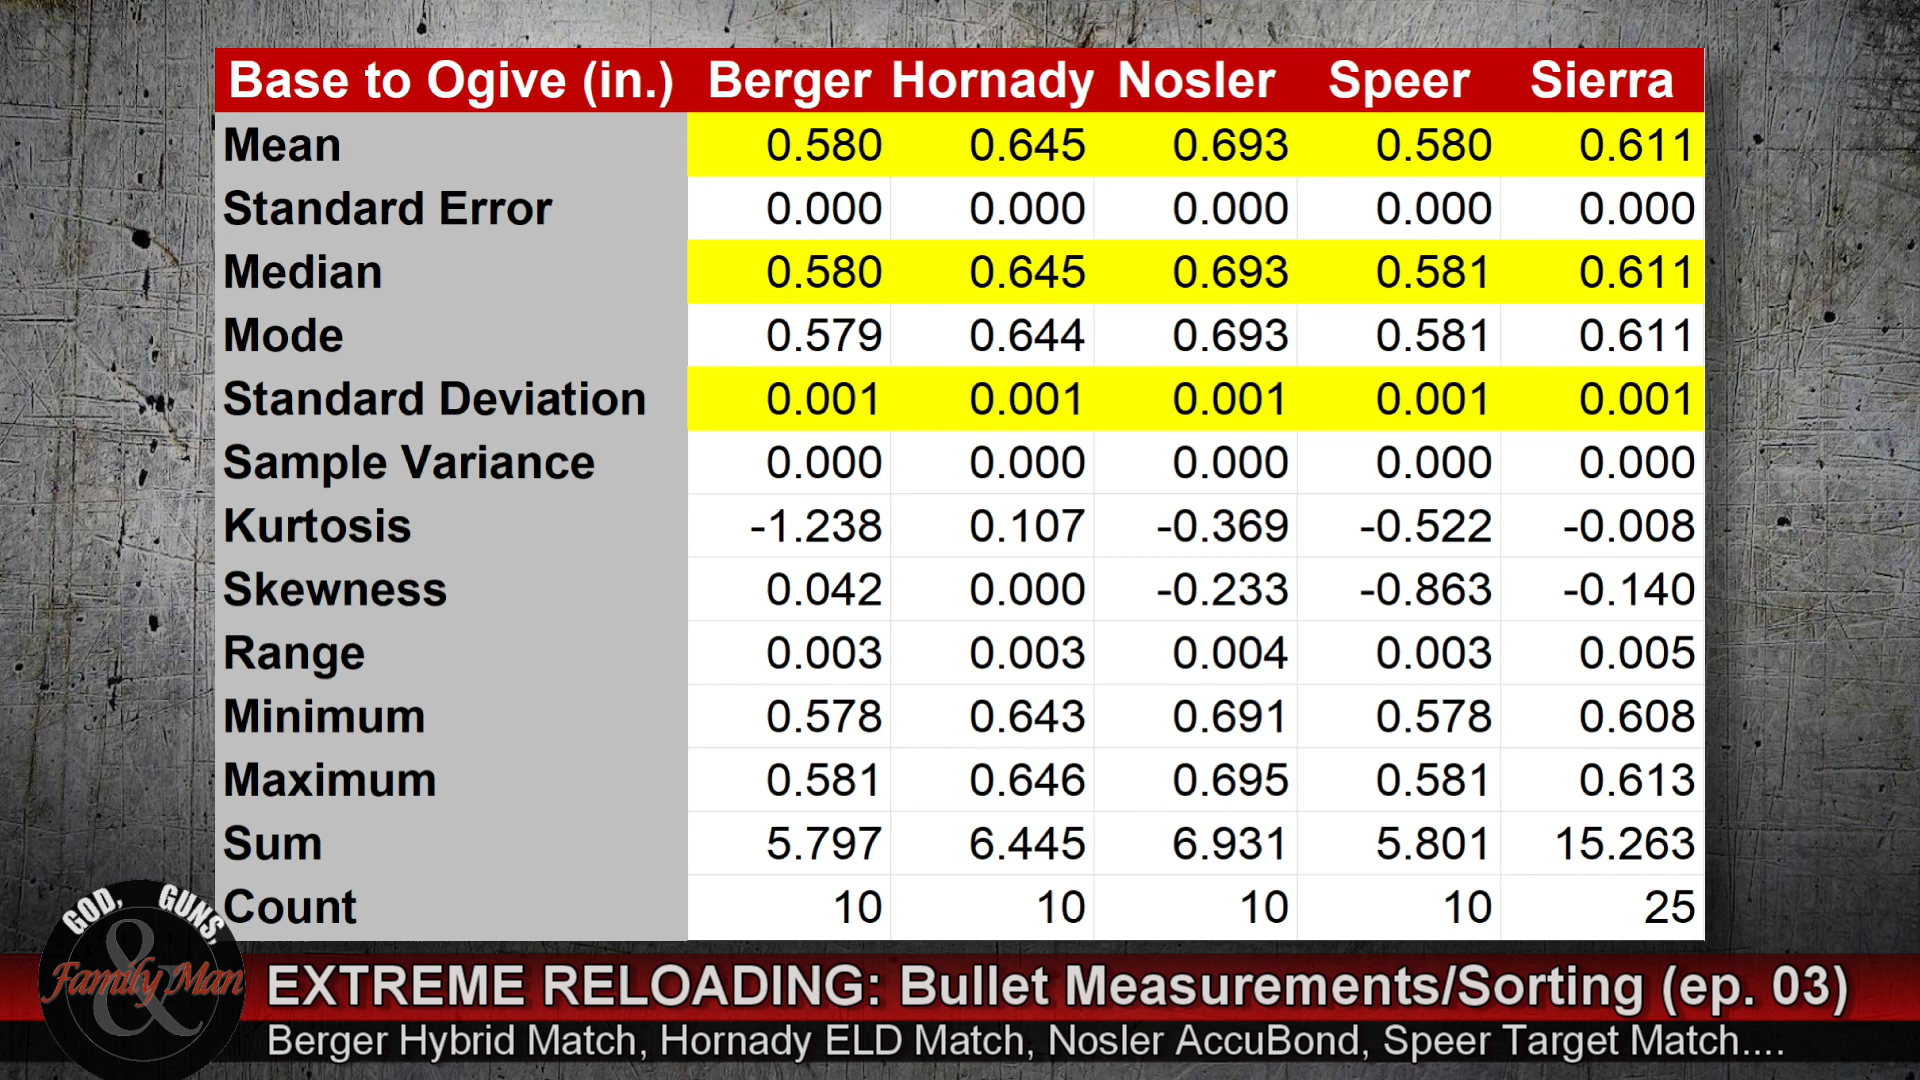 Base to Ogive (in.) Berger Hornady Nosler Speer Sierra
Mean 0.580 0.645 0.693 0.580 0.611
Standard Error 0.000 0.000 0.000 0.000 0.000
Median 0.580 0.645 0.693 0.581 0.611
Mode 0.579 0.644 0.693 0.581 0.611
Standard Deviation 0.001 0.001 0.001 0.001 0.001
Sample Variance 0.000 0.000 0.000 0.000 0.000
Kurtosis -1.238 0.107 -0.369 -0.522 -0.008
Skewness 0.042 0.000 -0.233 -0.863 -0.140
Range 0.003 0.003 0.004 0.003 0.005
Minimum 0.578 0.643 0.691 0.578 0.608
Maximum 0.581 0.646 0.695 0.581 0.613
Sum 5.797 6.445 6.931 5.801 15.263
Count 10 10 10 10 25
GOD, GUNS,
&
Family Man
EXTREME RELOADING: Bullet Measurements/Sorting (ep. 03)
Berger Hybrid Match, Hornady ELD Match, Nosler AccuBond, Speer Target Match....